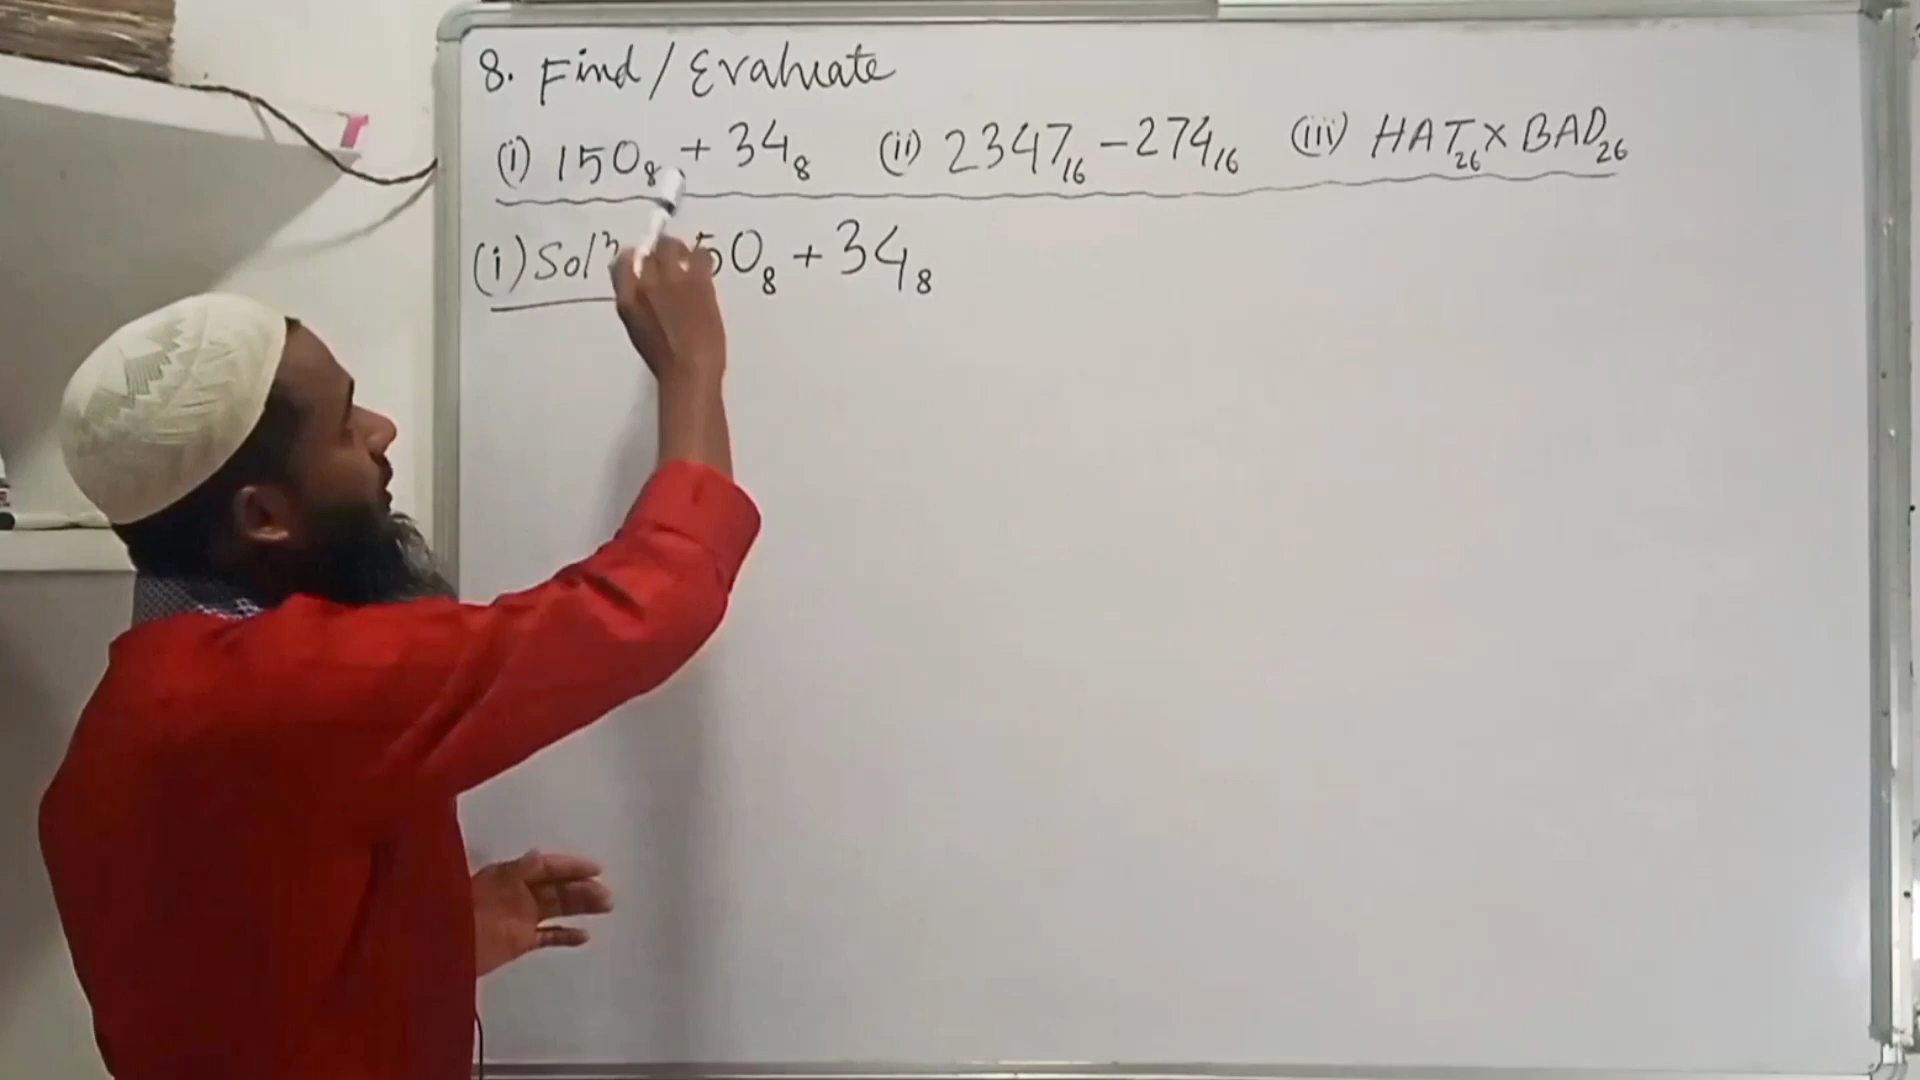 8. Find / Evaluate
(i) 150₈ + 34₈ (ii) 2347₁₆ - 274₁₆ (iii) HAT₂₆ X BAD₂₆
(i) Solⁿ 50₈ + 34₈